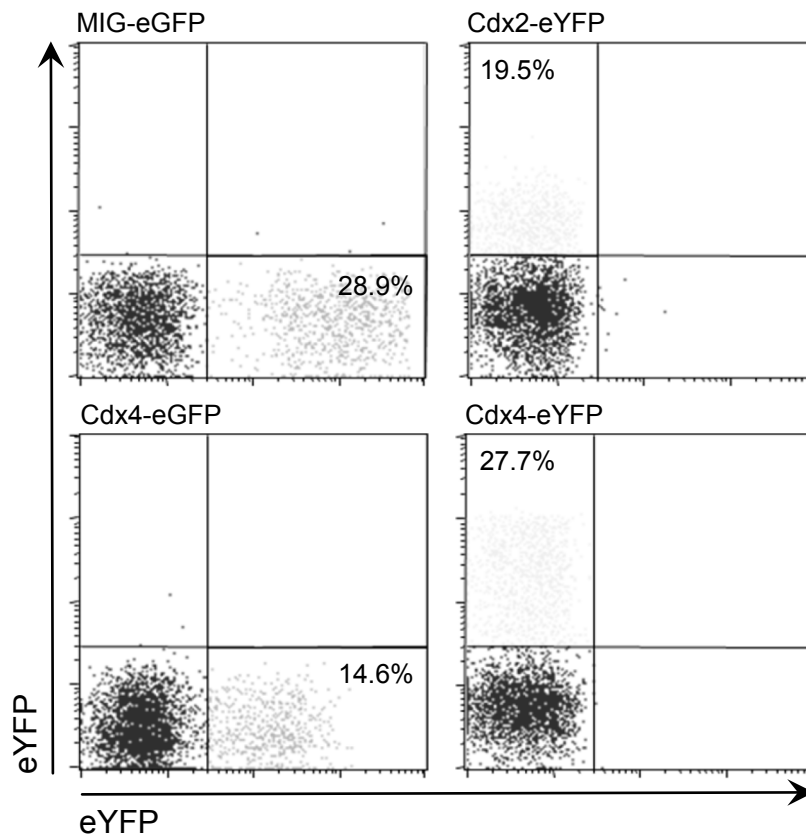 MIG-eGFP
Cdx2-eYFP
19.5%
28.9%
Cdx4-eGFP
Cdx4-eYFP
27.7%
14.6%
eYFP
eYFP